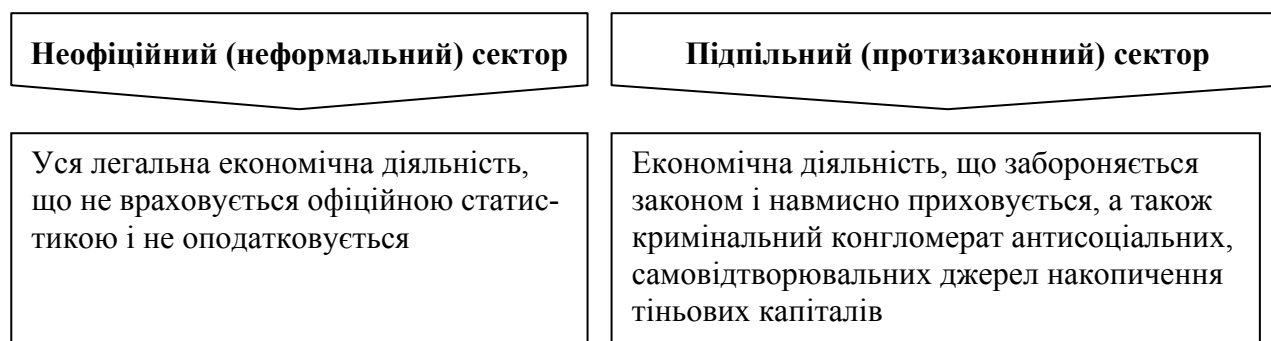 Неофіційний (неформальний) сектор
Підпільний (протизаконний) сектор
Уся легальна економічна діяльність,
що не враховується офіційною статис-
тикою і не оподатковується
Економічна діяльність, що забороняється
законом і навмисно приховується, а також
кримінальний конгломерат антисоціальних,
самовідтворювальних джерел накопичення
тіньових капіталів